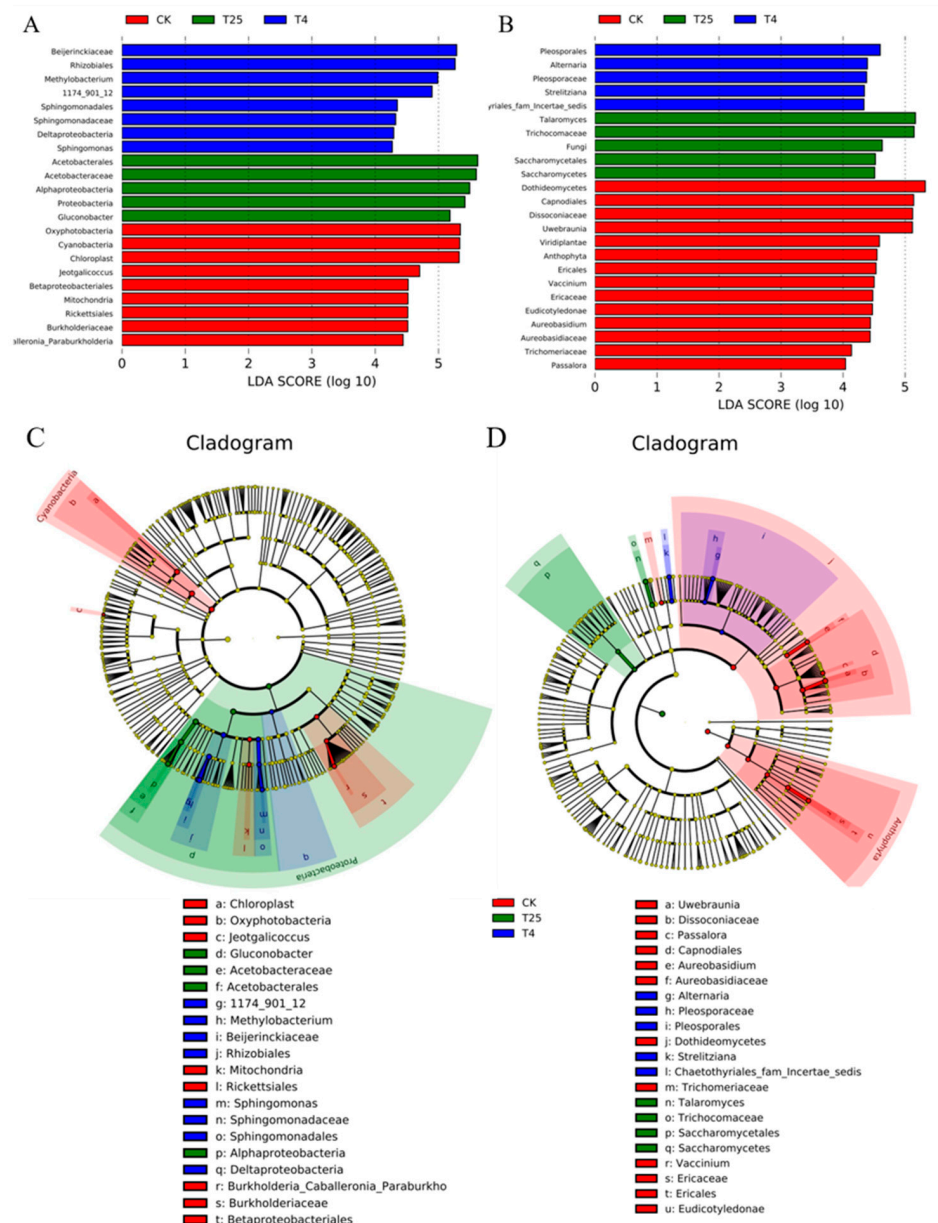 A
CK T25 T4
Beijerinckiaceae
Rhizobiales
Methylobacterium
1174_901_12
Sphingomonadales
Sphingomonadaceae
Deltaproteobacteria
Sphingomonas
Acetobacterales
Acetobacteraceae
Alphaproteobacteria
Proteobacteria
Gluconobacter
Oxyphotobacteria
Cyanobacteria
Chloroplast
Jeotgalicoccus
Betaproteobacteriales
Mitochondria
Rickettsiales
Burkholderiaceae
alleronia_Paraburkholderia
0 1 2 3 4 5
LDA SCORE (log 10)
B
CK T25 T4
Pleosporales
Alternaria
Pleosporaceae
Strelitziana
yriales_fam_Incertae_sedis
Talaromyces
Trichocomaceae
Fungi
Saccharomycetales
Saccharomycetes
Dothideomycetes
Capnodiales
Dissoconiaceae
Uwebraunia
Viridiplantae
Anthophyta
Ericales
Vaccinium
Ericaceae
Eudicotyledonae
Aureobasidium
Aureobasidiaceae
Trichomeriaceae
Passalora
0 1 2 3 4 5
LDA SCORE (log 10)
C
Cladogram
Cyanobacteria
b
a
c
f
e
d
p
j
i
l
k
o
n
m
q
r
s
t
Proteobacteria
a: Chloroplast
b: Oxyphotobacteria
c: Jeotgalicoccus
d: Gluconobacter
e: Acetobacteraceae
f: Acetobacterales
g: 1174_901_12
h: Methylobacterium
i: Beijerinckiaceae
j: Rhizobiales
k: Mitochondria
l: Rickettsiales
m: Sphingomonas
n: Sphingomonadaceae
o: Sphingomonadales
p: Alphaproteobacteria
q: Deltaproteobacteria
r: Burkholderia_Caballeronia_Paraburkho
s: Burkholderiaceae
t: Betaproteobacteriales
D
Cladogram
q
p
o
n
m
l
k
h
g
i
j
f
e
d
c
a
b
r
s
t
u
Anthophyta
CK
T25
T4
a: Uwebraunia
b: Dissoconiaceae
c: Passalora
d: Capnodiales
e: Aureobasidium
f: Aureobasidiaceae
g: Alternaria
h: Pleosporaceae
i: Pleosporales
j: Dothideomycetes
k: Strelitziana
l: Chaetothyriales_fam_Incertae_sedis
m: Trichomeriaceae
n: Talaromyces
o: Trichocomaceae
p: Saccharomycetales
q: Saccharomycetes
r: Vaccinium
s: Ericaceae
t: Ericales
u: Eudicotyledonae